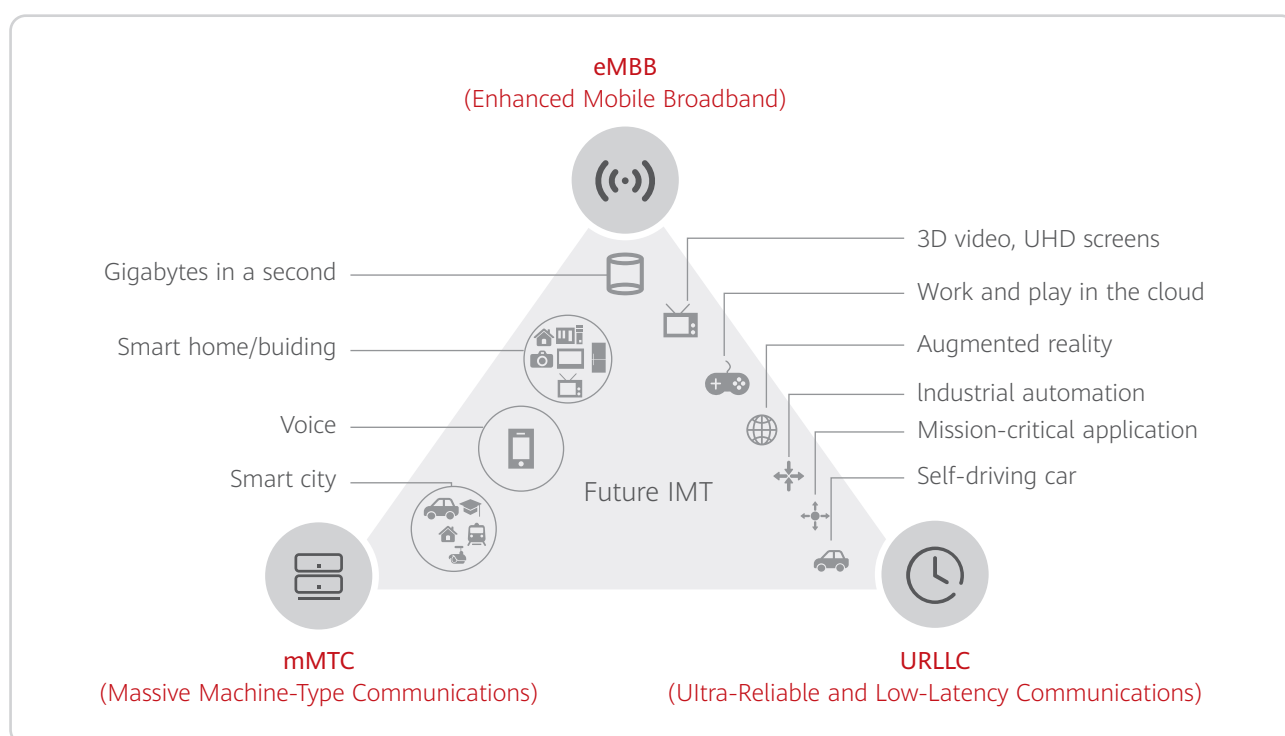 eMBB
(Enhanced Mobile Broadband)
Gigabytes in a second
Smart home/buiding
Voice
Smart city
3D video, UHD screens
Work and play in the cloud
Augmented reality
Industrial automation
Mission-critical application
Self-driving car
Future IMT
mMTC
(Massive Machine-Type Communications)
URLLC
(Ultra-Reliable and Low-Latency Communications)